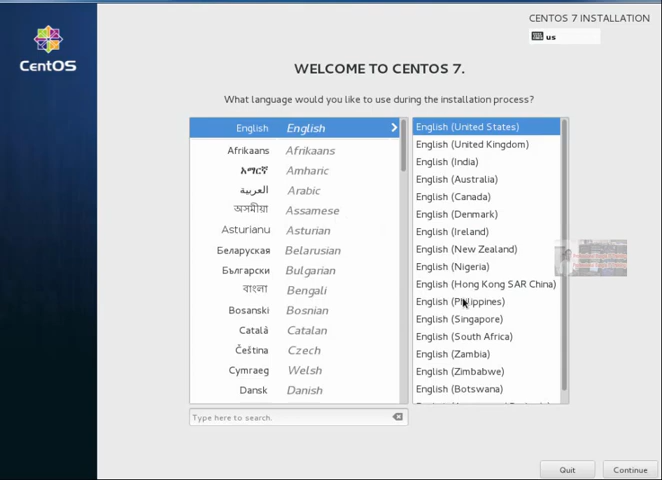 CENTOS 7 INSTALLATION
us
CentOS
WELCOME TO CENTOS 7.
What language would you like to use during the installation process?
English English
Afrikaans Afrikaans
አማርኛ Amharic
العربية Arabic
অসমীয়া Assamese
Asturianu Asturian
Беларуская Belarusian
Български Bulgarian
বাংলা Bengali
Bosanski Bosnian
Català Catalan
Čeština Czech
Cymraeg Welsh
Dansk Danish
English (United States)
English (United Kingdom)
English (India)
English (Australia)
English (Canada)
English (Denmark)
English (Ireland)
English (New Zealand)
English (Nigeria)
English (Hong Kong SAR China)
English (Philippines)
English (Singapore)
English (South Africa)
English (Zambia)
English (Zimbabwe)
English (Botswana)
Type here to search.
Quit
Continue